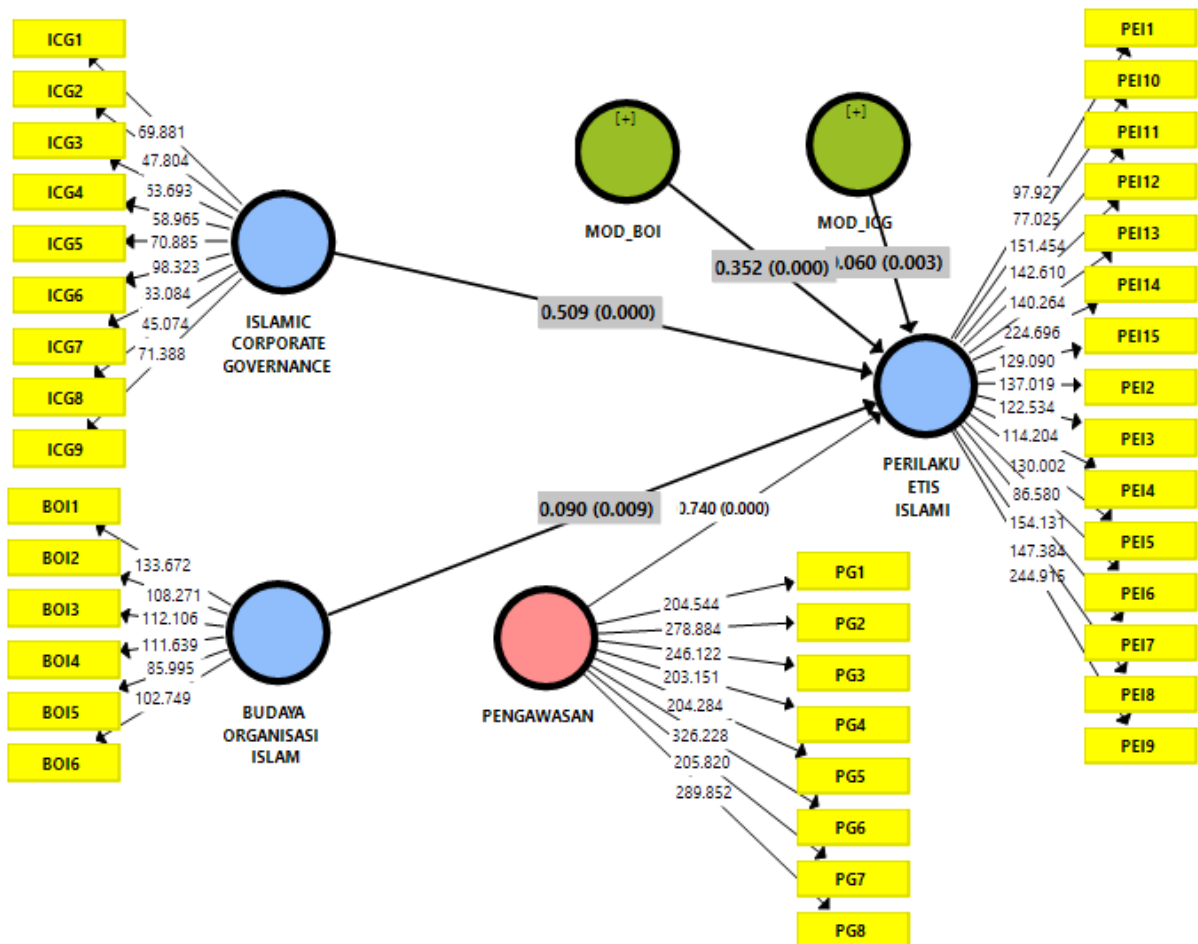 ICG1
ICG2
ICG3
ICG4
ICG5
ICG6
ICG7
ICG8
ICG9
69.881
47.804
53.693
58.965
70.885
98.323
33.084
45.074
71.388
ISLAMIC
CORPORATE
GOVERNANCE
[+]
MOD_BOI
[+]
MOD_ICG
0.352 (0.000)
.060 (0.003)
0.509 (0.000)
0.090 (0.009)
0.740 (0.000)
BOI1
BOI2
BOI3
BOI4
BOI5
BOI6
133.672
108.271
112.106
111.639
85.995
102.749
BUDAYA
ORGANISASI
ISLAM
PENGAWASAN
204.544
278.884
246.122
203.151
204.284
326.228
205.820
289.852
PG1
PG2
PG3
PG4
PG5
PG6
PG7
PG8
PERILAKU
ETIS
ISLAMI
97.927
77.025
151.454
142.610
140.264
224.696
129.090
137.019
122.534
114.204
130.002
86.580
154.131
147.384
244.915
PEI1
PEI10
PEI11
PEI12
PEI13
PEI14
PEI15
PEI2
PEI3
PEI4
PEI5
PEI6
PEI7
PEI8
PEI9